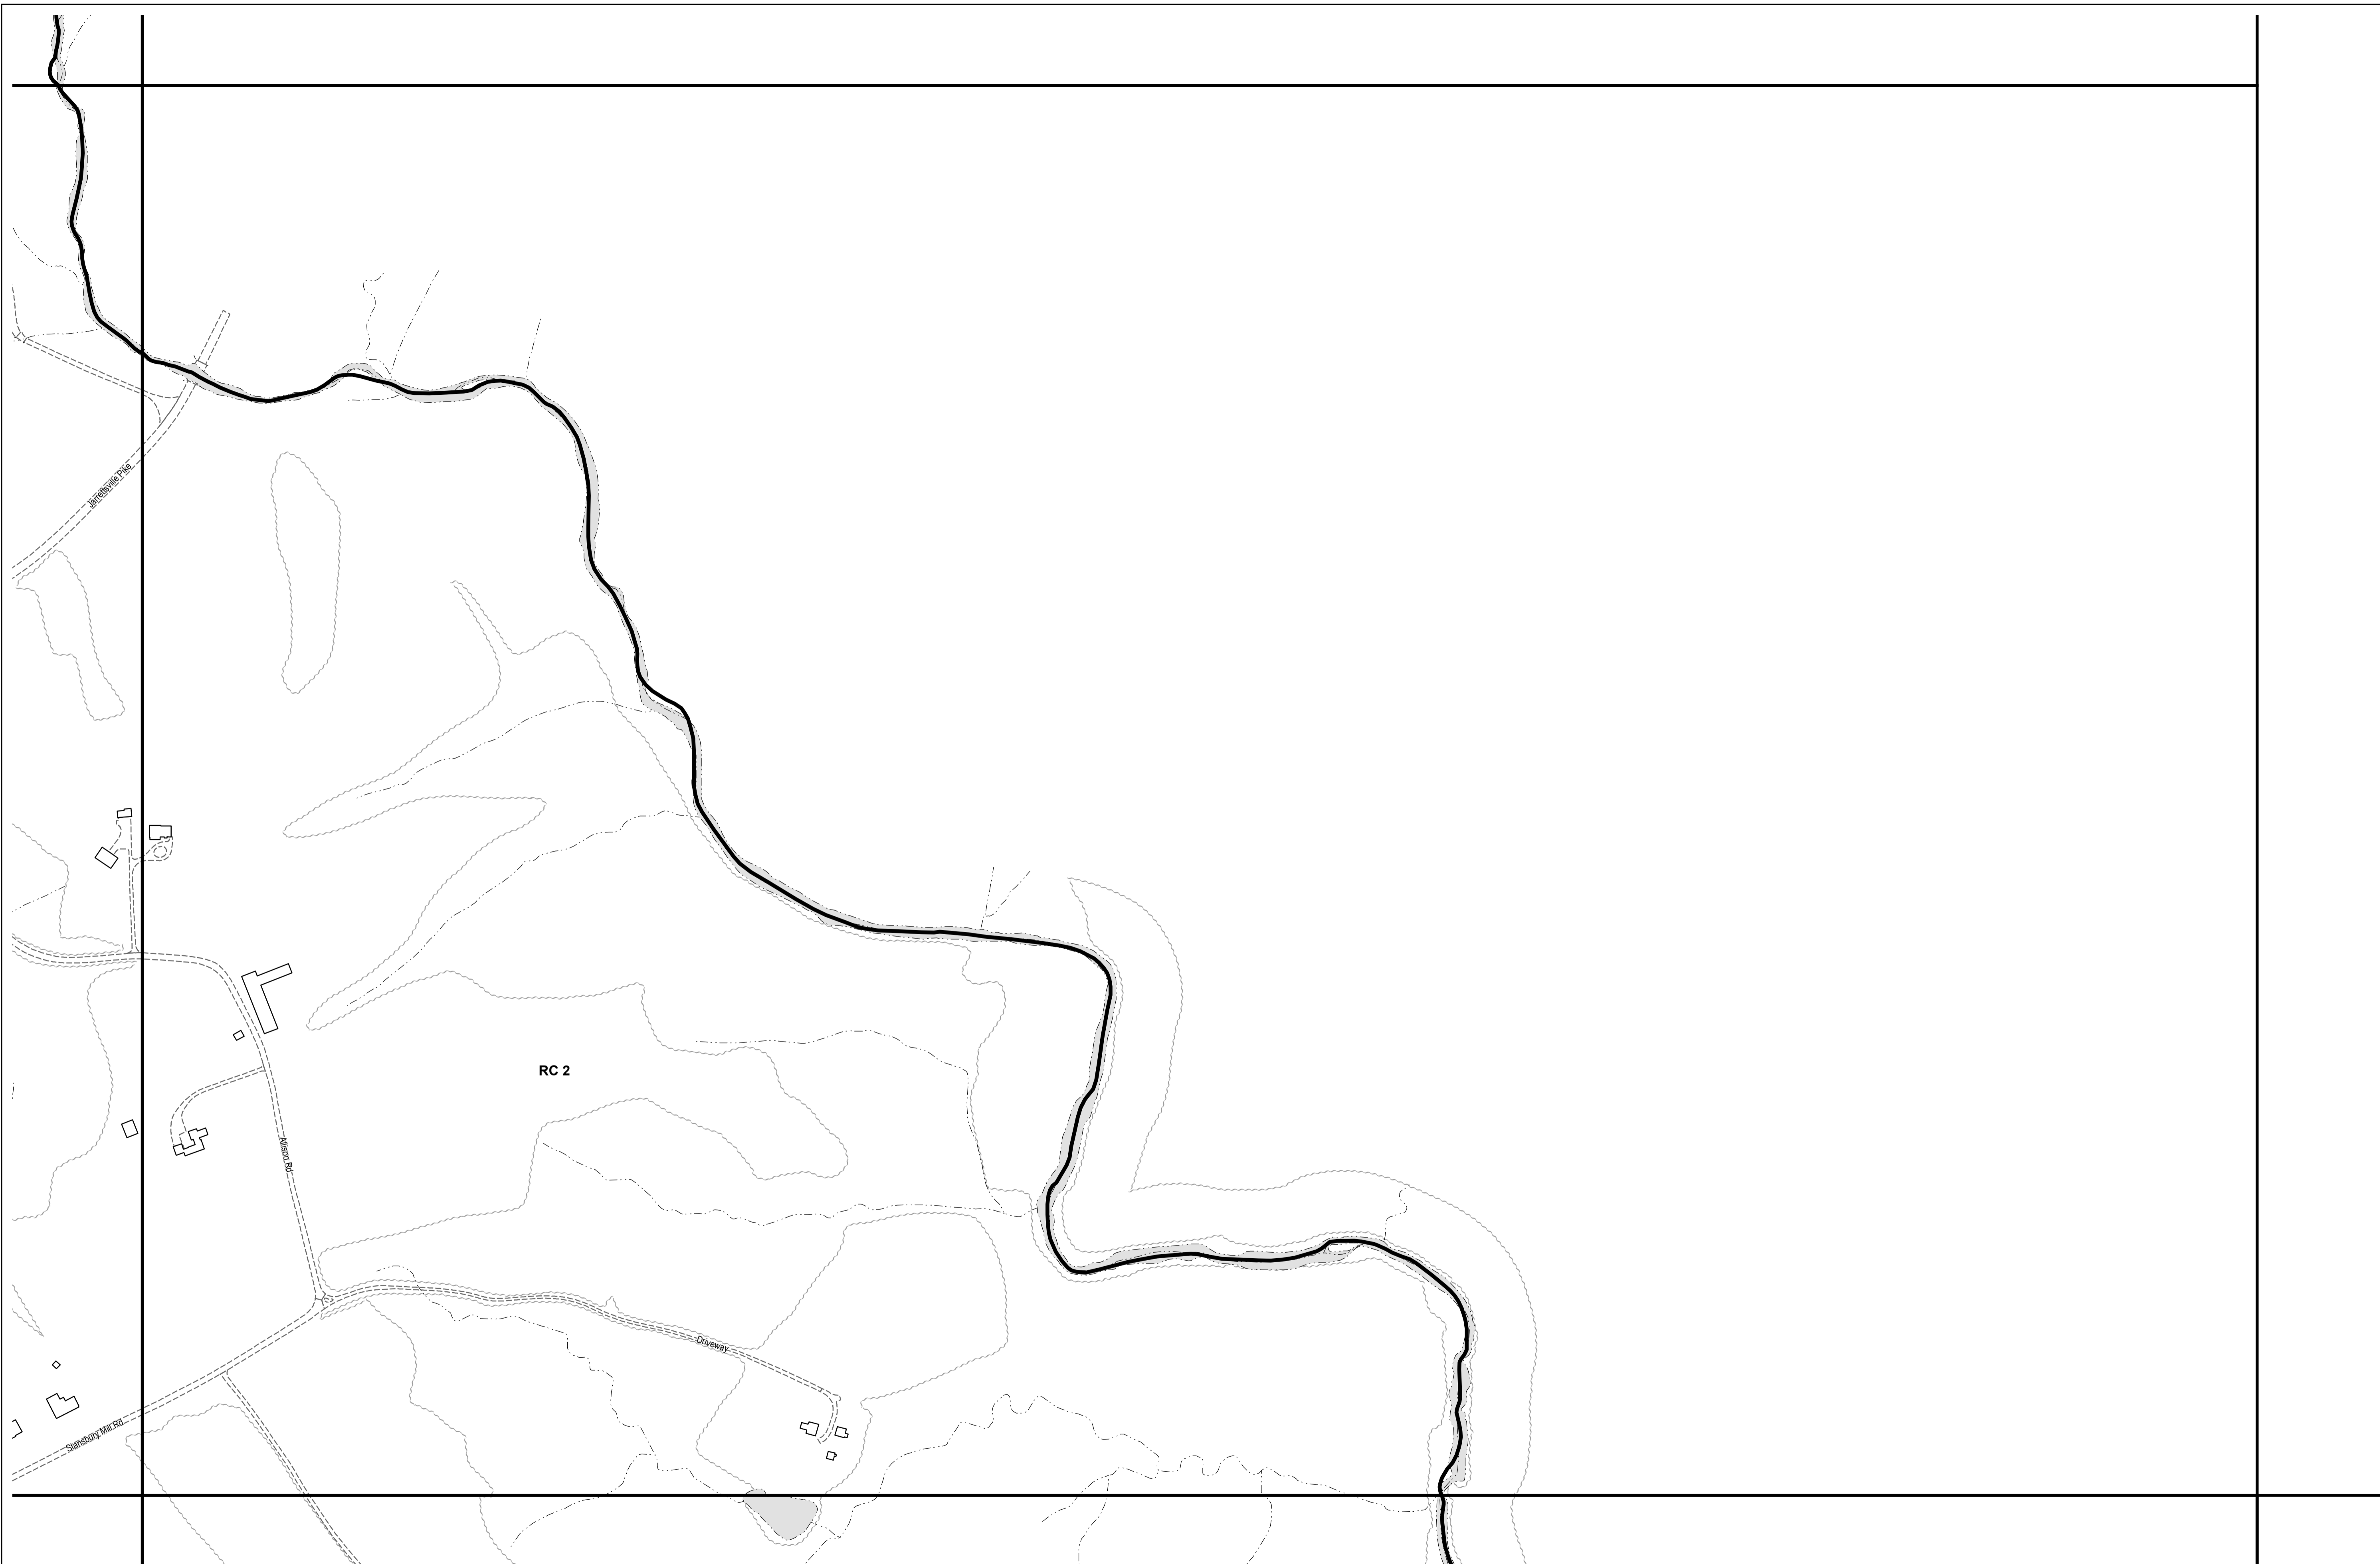 Jarrettsville Pike
RC 2
Allison Rd
Driveway
Stansbury Mill Rd